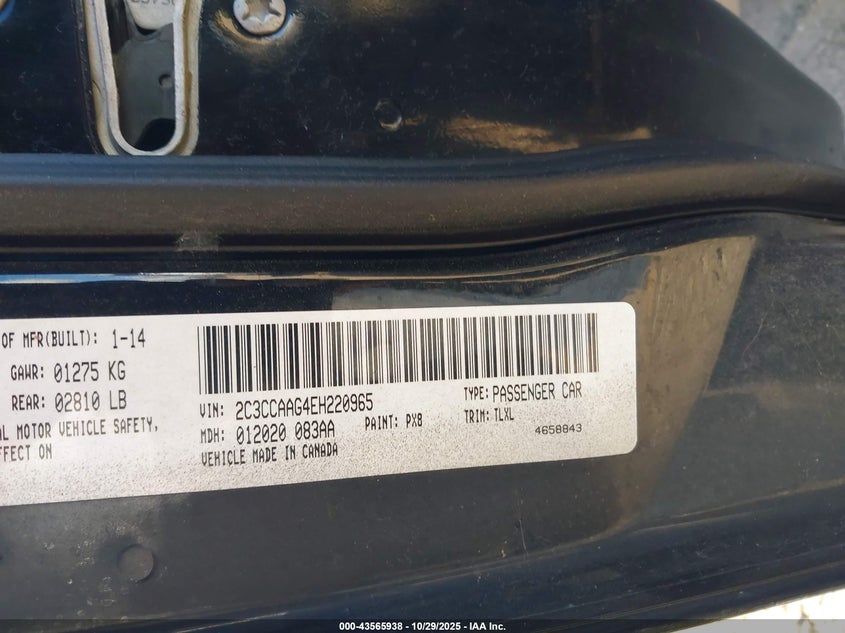 OF MFR(BUILT): 1-14
GAWR: 01275 KG
REAR: 02810 LB
AL MOTOR VEHICLE SAFETY,
FFECT ON
VIN: 2C3CCAAG4EH220965
TYPE: PASSENGER CAR
MDH: 012020 083AA
PAINT: PX8
TRIM: TLXL
VEHICLE MADE IN CANADA
4658843
000-43565938 - 10/29/2025 - IAA Inc.